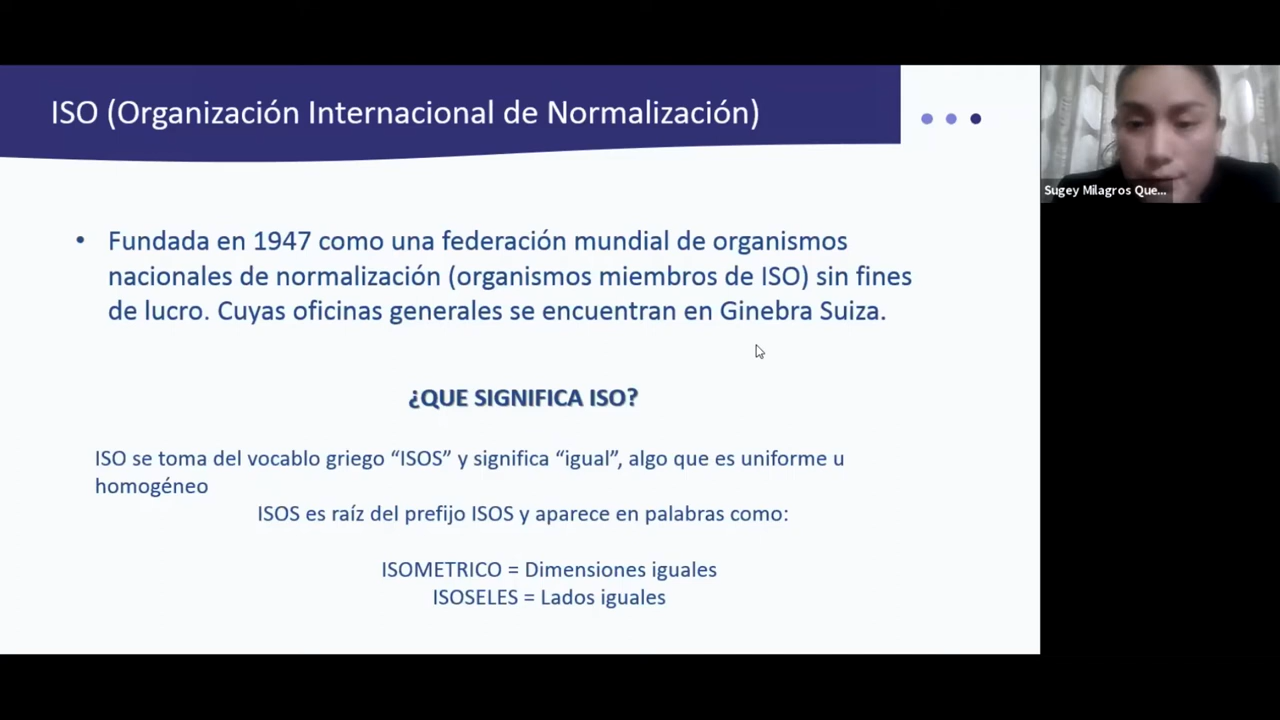 ISO (Organización Internacional de Normalización)
Sugey Milagros Que...
• Fundada en 1947 como una federación mundial de organismos
nacionales de normalización (organismos miembros de ISO) sin fines
de lucro. Cuyas oficinas generales se encuentran en Ginebra Suiza.
¿QUE SIGNIFICA ISO?
ISO se toma del vocablo griego “ISOS” y significa “igual”, algo que es uniforme u
homogéneo
ISOS es raíz del prefijo ISOS y aparece en palabras como:
ISOMETRICO = Dimensiones iguales
ISOSELES = Lados iguales